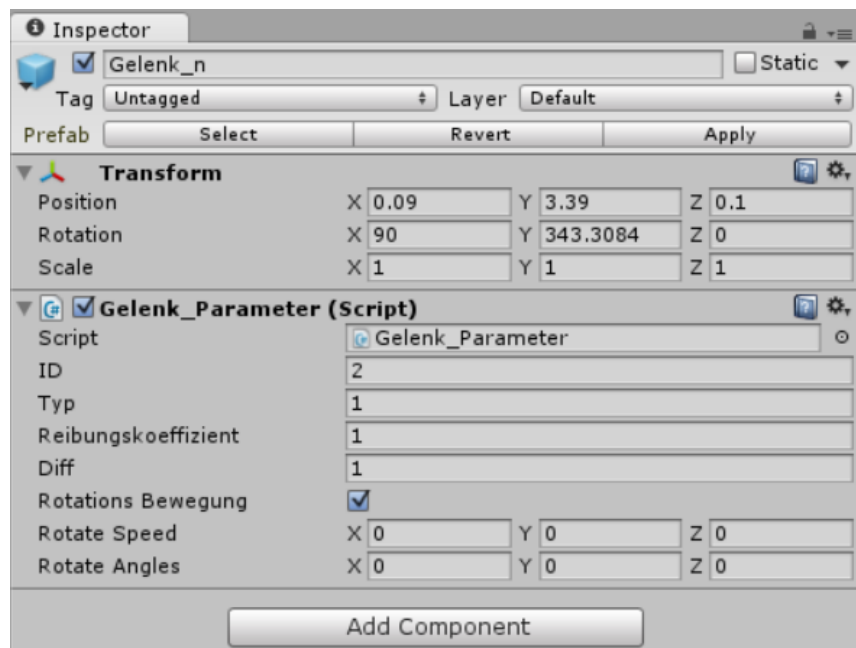 Inspector
Gelenk_n Static
Tag Untagged Layer Default
Prefab Select Revert Apply
Transform
Position X 0.09 Y 3.39 Z 0.1
Rotation X 90 Y 343.3084 Z 0
Scale X 1 Y 1 Z 1
Gelenk_Parameter (Script)
Script Gelenk_Parameter
ID 2
Typ 1
Reibungskoeffizient 1
Diff 1
Rotations Bewegung
Rotate Speed X 0 Y 0 Z 0
Rotate Angles X 0 Y 0 Z 0
Add Component